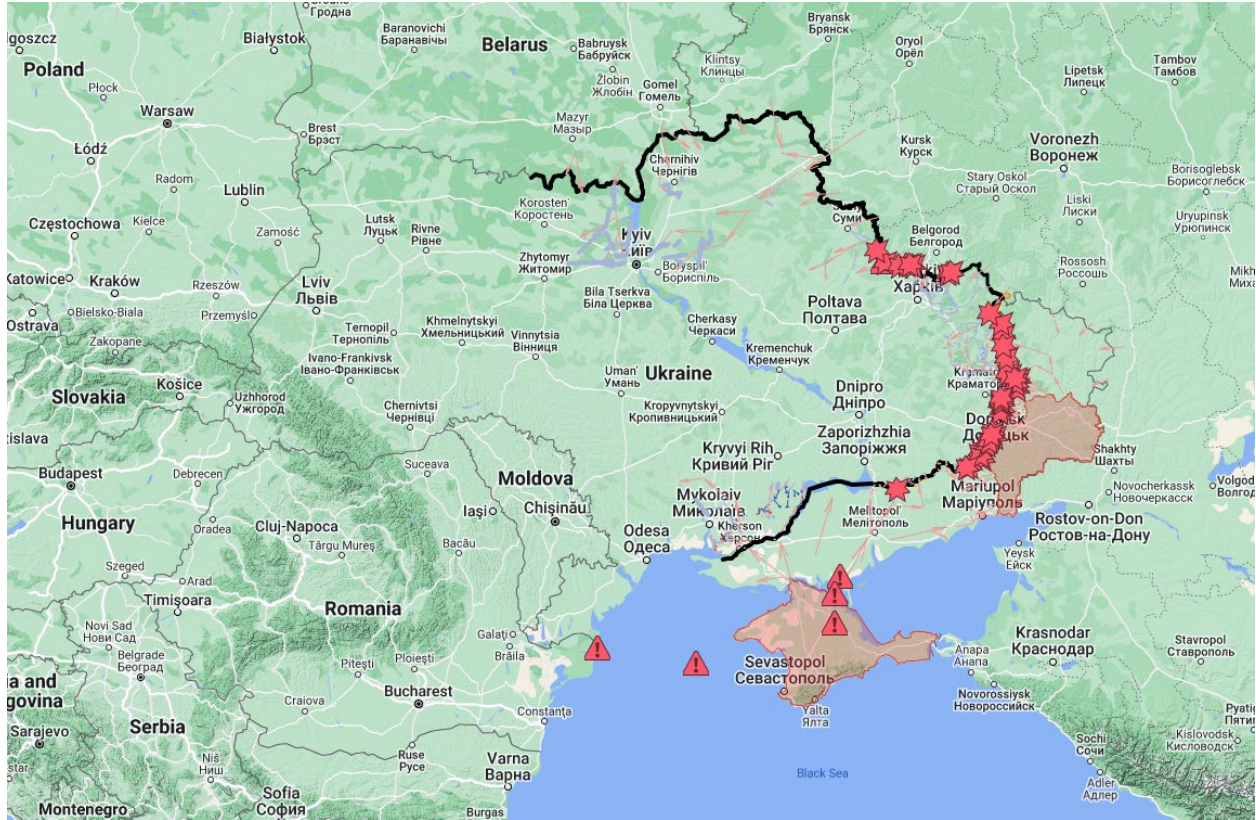 Гродна
Baranovichi
Баранавічы
Bryansk
Брянск
Białystok
Belarus
Babruysk
Бабруйск
Klintsy
Клинцы
Oryol
Орёл
Tambov
Тамбов
Poland
Płock
Žlobin
Жлобін
Gomel
Гомель
Lipetsk
Липецк
Warsaw
Mazyr
Мазыр
Brest
Брэст
Kursk
Курск
Voronezh
Воронеж
Łódź
Chernihiv
Чернігів
Radom
Stary Oskol
Старый Оскол
Borisoglebsk
Борисоглебск
Lublin
Korosten'
Коростень
Liski
Лиски
Częstochowa
Kielce
Zamość
Lutsk
Луцьк
Rivne
Рівне
Суми
Uryupinsk
Урюпинск
Kyiv
Київ
Belgorod
Белгород
Zhytomyr
Житомир
Boryspil'
Бориспіль
Rossosh
Россошь
Katowice
Kraków
Rzeszów
Lviv
Львів
Харків
Ostrava
Bielsko-Biala
Przemyśl
Bila Tserkva
Біла Церква
Poltava
Полтава
Ternopil
Тернопіль
Khmelnytskyi
Хмельницький
Vinnytsia
Вінниця
Cherkasy
Черкаси
Zakopane
Ivano-Frankivsk
Івано-Франківськ
Kremenchuk
Кременчук
Košice
Uman'
Умань
Ukraine
Slovakia
Uzhhorod
Ужгород
Chernivtsi
Чернівці
Kropyvnytskyi
Кропивницький
Dnipro
Дніпро
Zaporizhzhia
Запоріжжя
Budapest
Debrecen
Suceava
Kryvyi Rih
Кривий Ріг
Shakhty
Шахты
Moldova
Mariupol
Маріуполь
Novocherkassk
Новочеркасск
Hungary
Oradea
Cluj-Napoca
Iași
Chișinău
Mykolaiv
Миколаїв
Melitopol'
Мелітополь
Rostov-on-Don
Ростов-на-Дону
Târgu Mureș
Bacău
Odesa
Одеса
Kherson
Херсон
Yeysk
Ейск
Szeged
Arad
Timișoara
Romania
Novi Sad
Нови Сад
Galați
Brăila
Krasnodar
Краснодар
Stavropol
Ставрополь
Belgrade
Београд
Pitești
Ploiești
Sevastopol
Севастополь
Anapa
Анапа
Craiova
Bucharest
Constanța
Yalta
Ялта
Novorossiysk
Новороссийск
Serbia
Sarajevo
Niš
Ниш
Ruse
Русе
Varna
Варна
Black Sea
Sochi
Сочи
Kislovodsk
Кисловодск
Adler
Адлер
Montenegro
Sofia
София
Burgas